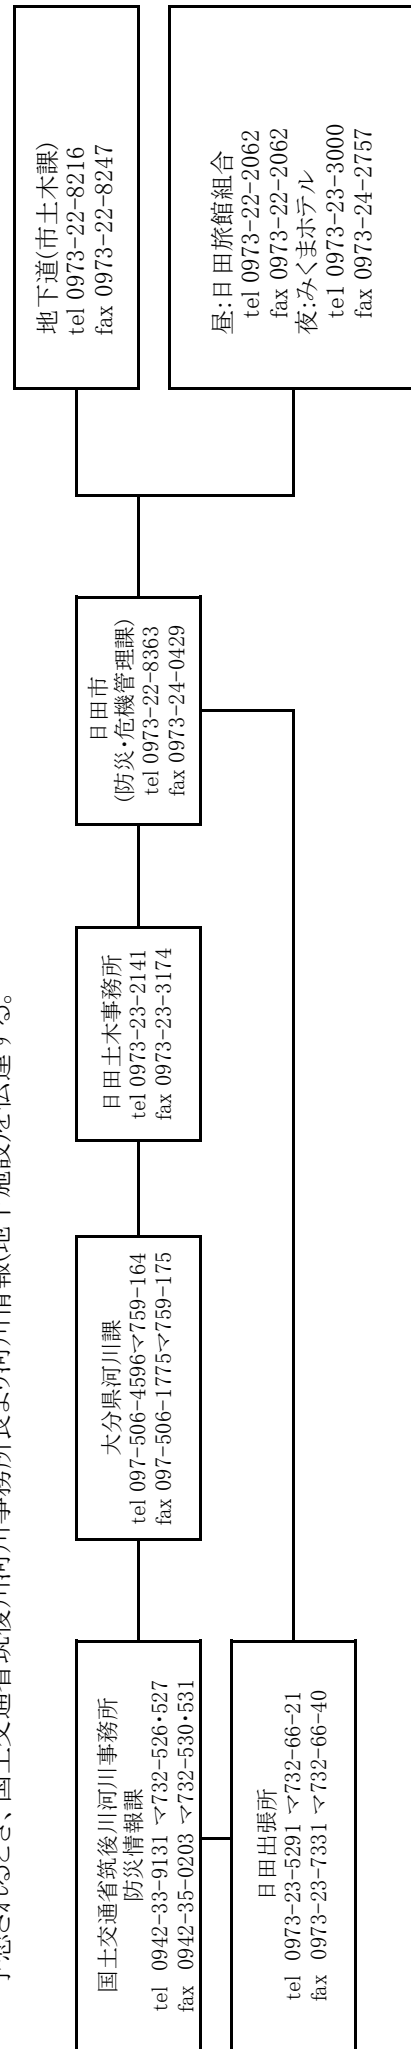 予想されるとき、国土交通省筑後川河川事務所長より河川情報(地下施設)を伝達する。
国土交通省筑後川河川事務所
防災情報課
tel 0942-33-9131 マ732-526・527
fax 0942-35-0203 マ732-530・531
日田出張所
tel 0973-23-5291 マ732-66-21
fax 0973-23-7331 マ732-66-40
大分県河川課
tel 097-506-4596マ759-164
fax 097-506-1775マ759-175
日田土木事務所
tel 0973-23-2141
fax 0973-23-3174
日田市
(防災・危機管理課)
tel 0973-22-8363
fax 0973-24-0429
地下道(市土木課)
tel 0973-22-8216
fax 0973-22-8247
昼:日田旅館組合
tel 0973-22-2062
fax 0973-22-2062
夜:みくまホテル
tel 0973-23-3000
fax 0973-24-2757